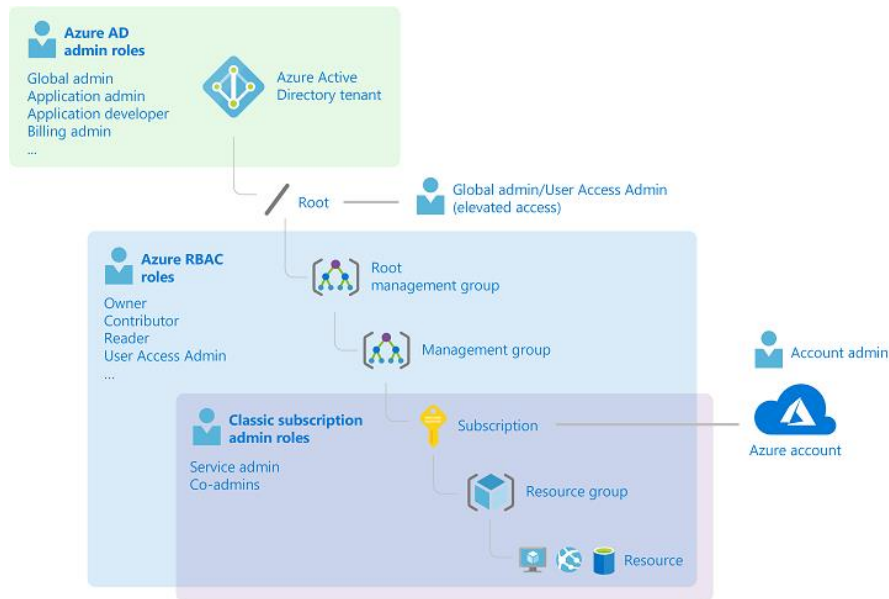 Azure AD
admin roles
Global admin
Application admin
Application developer
Billing admin
...
Azure Active
Directory tenant
Root
Global admin/User Access Admin
(elevated access)
Azure RBAC
roles
Owner
Contributor
Reader
User Access Admin
...
Root
management group
Management group
Account admin
Classic subscription
admin roles
Service admin
Co-admins
Subscription
Azure account
Resource group
Resource